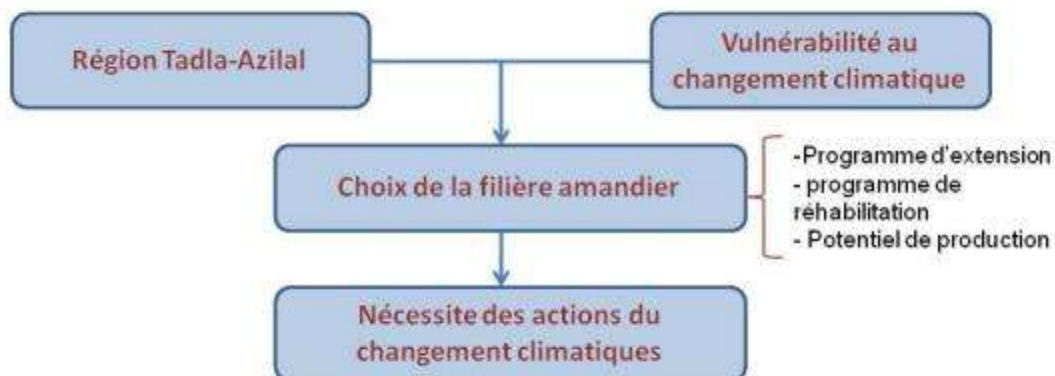 Région Tadla-Azilal
Vulnérabilité au
changement climatique
Choix de la filière amandier
-Programme d'extension
- programme de
réhabilitation
- Potentiel de production
Nécessite des actions du
changement climatiques